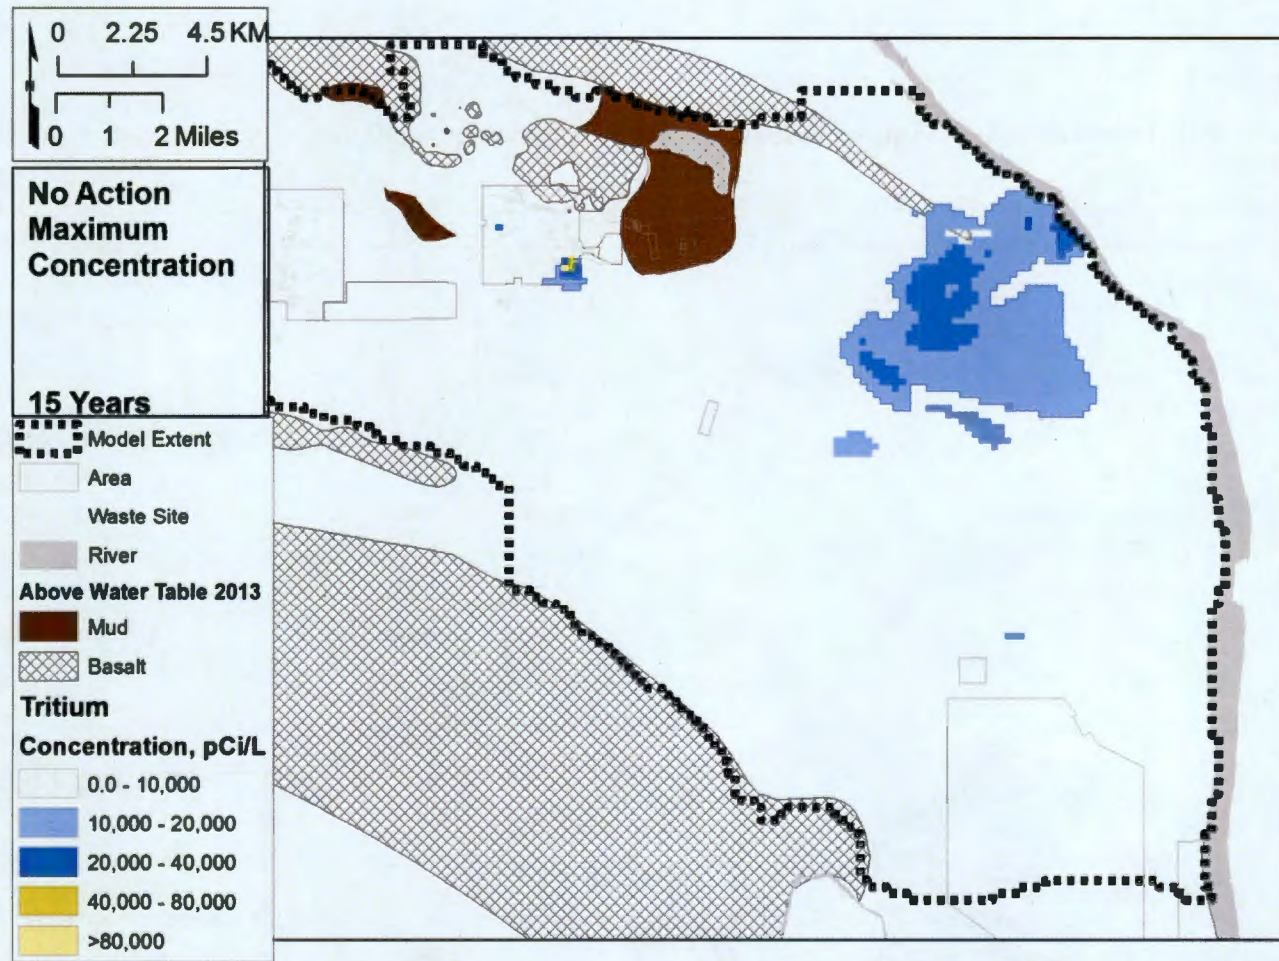 0 2.25 4.5 KM
N
0 1 2 Miles
No Action
Maximum
Concentration
15 Years
Model Extent
Area
Waste Site
River
Above Water Table 2013
Mud
Basalt
Tritium
Concentration, pCi/L
0.0 - 10,000
10,000 - 20,000
20,000 - 40,000
40,000 - 80,000
>80,000